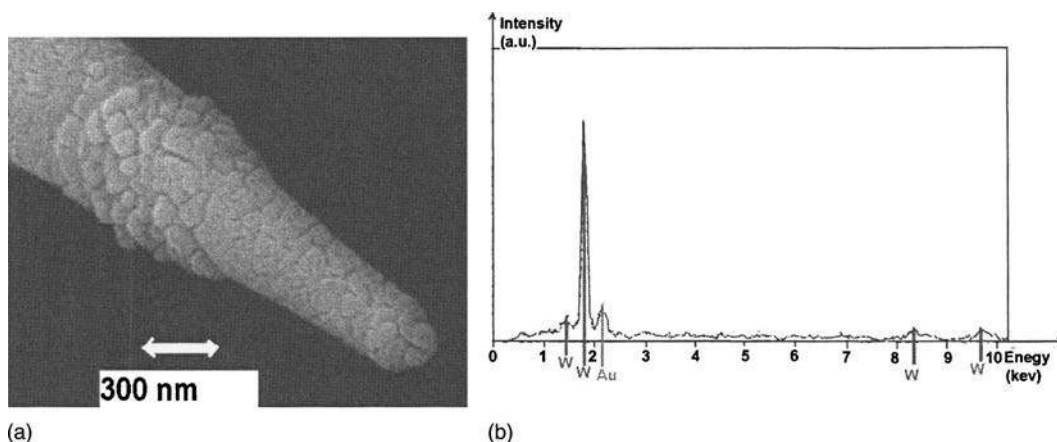 300 nm
(a)
Intensity
(a.u.)
0 1 2 3 4 5 6 7 8 9 10 Enegy
(kev)
W W Au W W
(b)